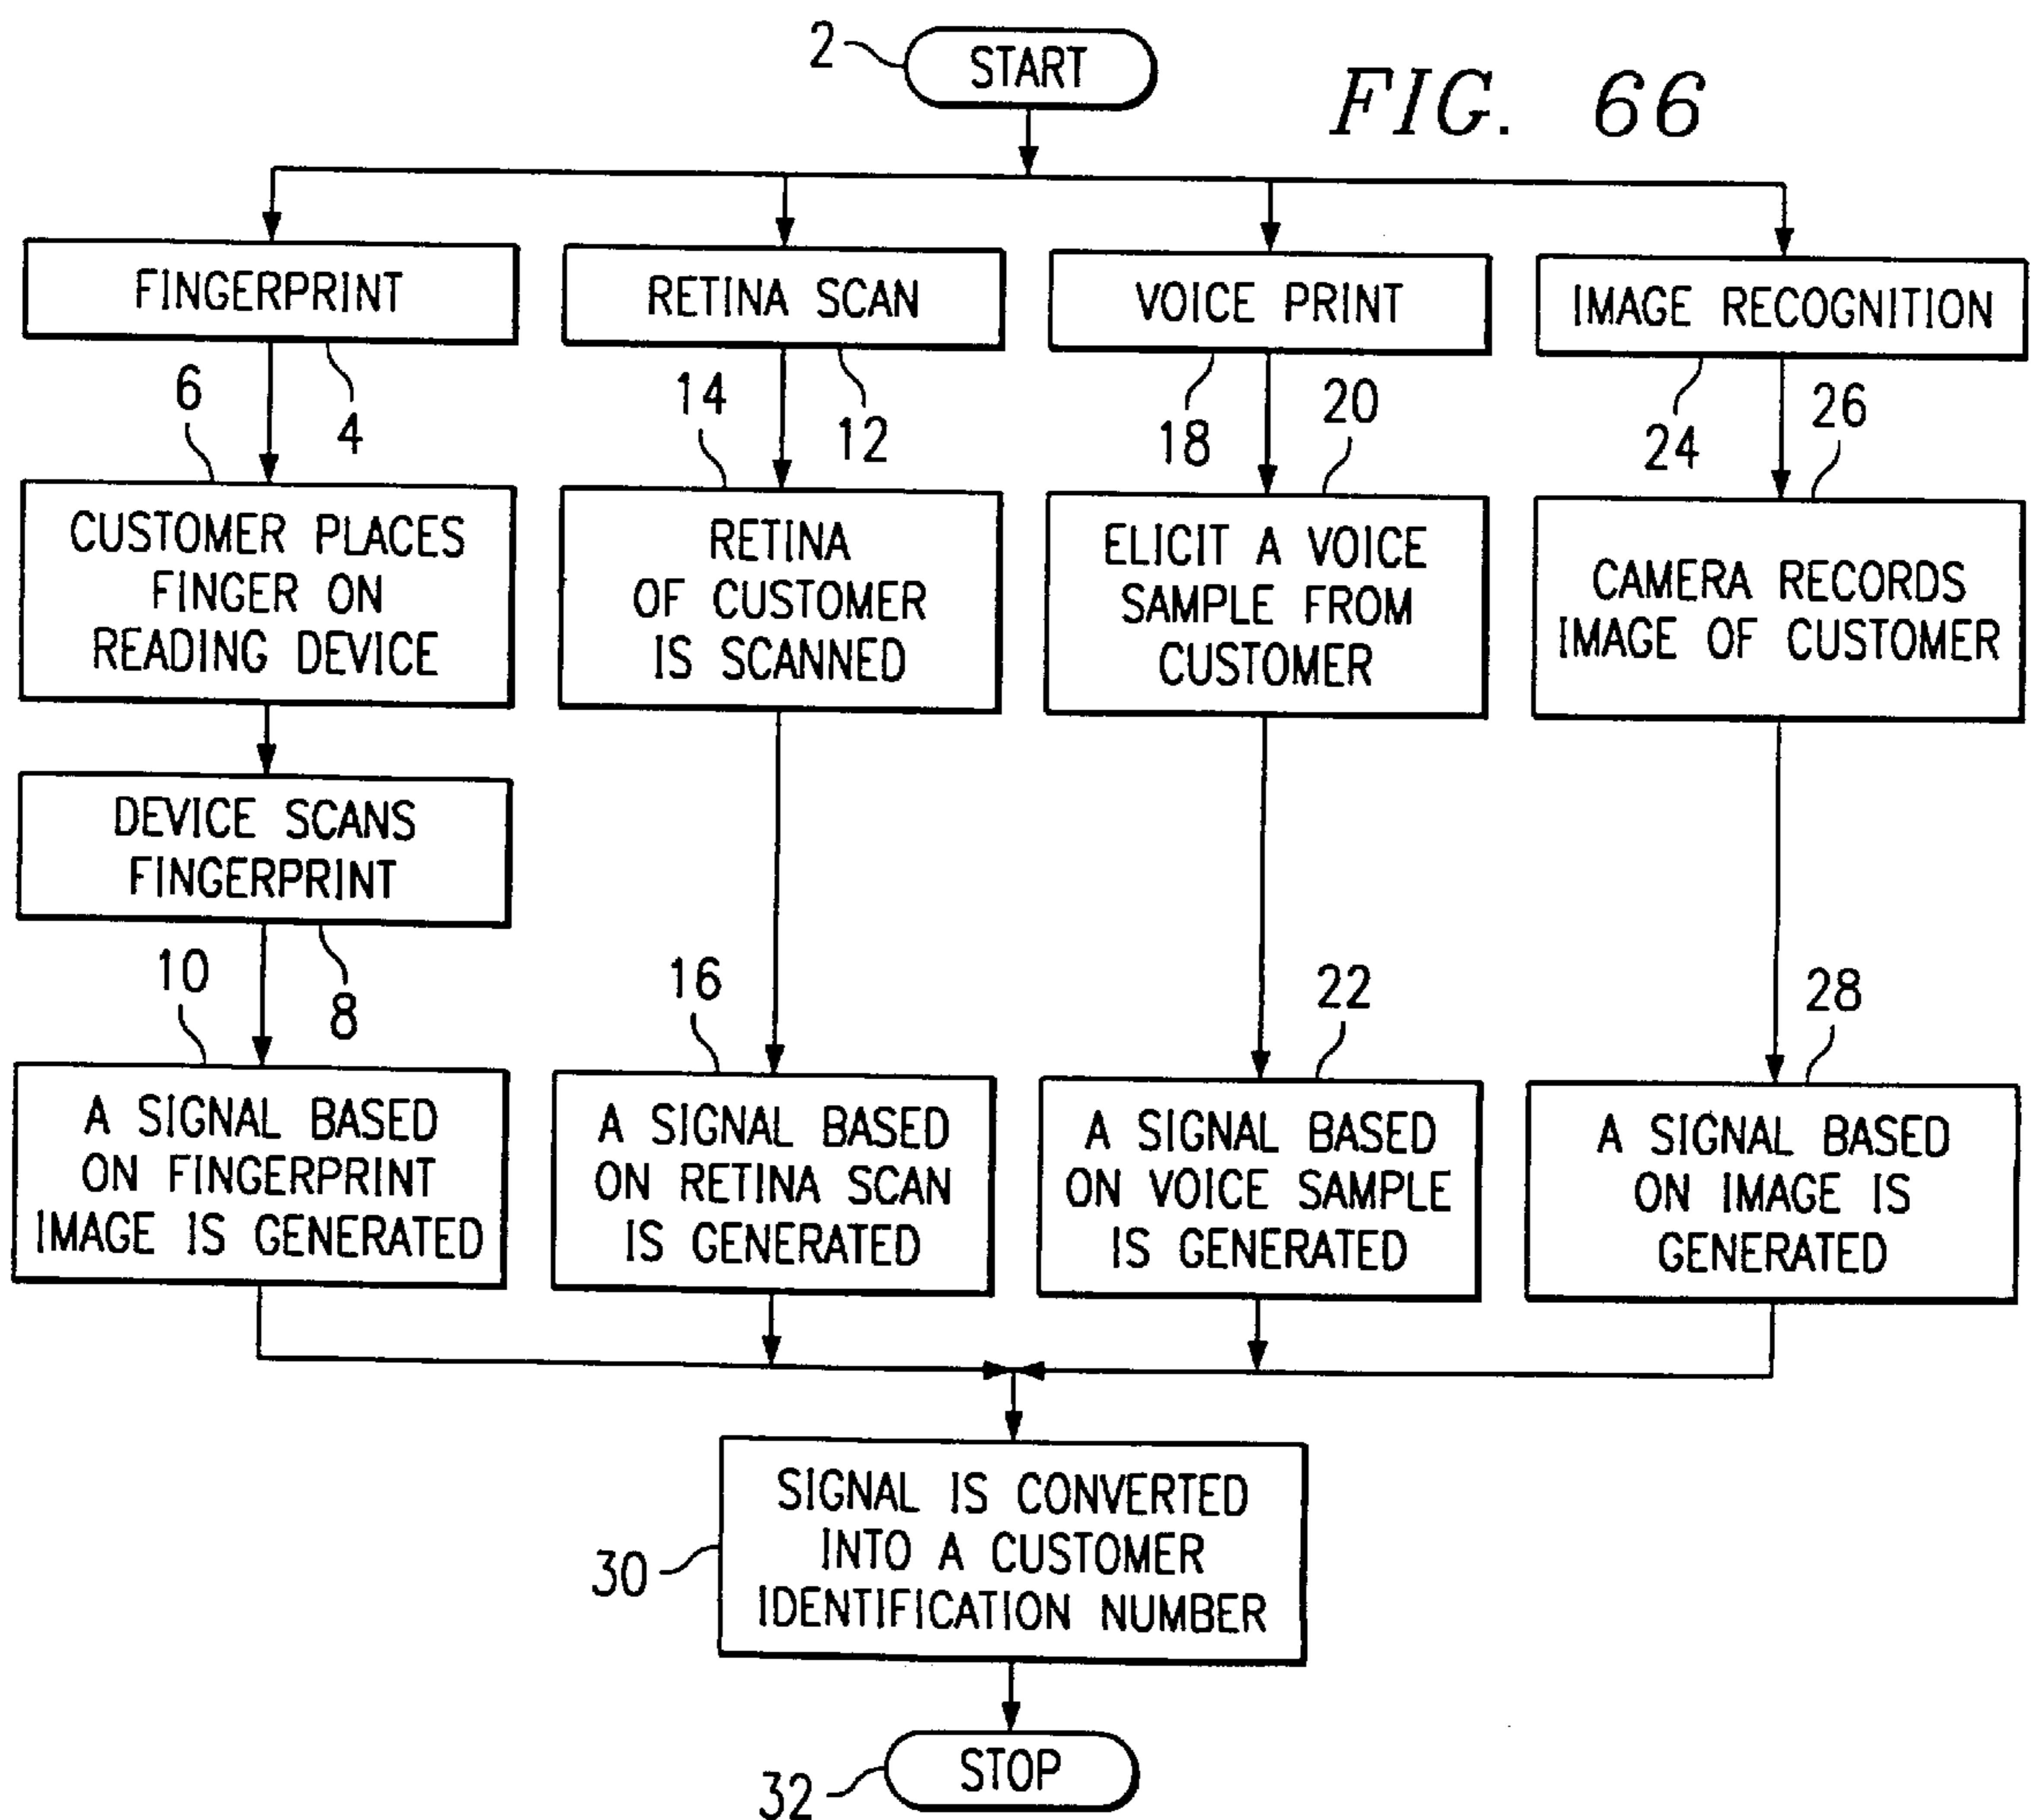 2
START
FIG. 66
FINGERPRINT
4
RETINA SCAN
12
VOICE PRINT
18
IMAGE RECOGNITION
24
6
CUSTOMER PLACES
FINGER ON
READING DEVICE
14
RETINA
OF CUSTOMER
IS SCANNED
20
ELICIT A VOICE
SAMPLE FROM
CUSTOMER
26
CAMERA RECORDS
IMAGE OF CUSTOMER
DEVICE SCANS
FINGERPRINT
8
10
A SIGNAL BASED
ON FINGERPRINT
IMAGE IS GENERATED
16
A SIGNAL BASED
ON RETINA SCAN
IS GENERATED
22
A SIGNAL BASED
ON VOICE SAMPLE
IS GENERATED
28
A SIGNAL BASED
ON IMAGE IS
GENERATED
30
SIGNAL IS CONVERTED
INTO A CUSTOMER
IDENTIFICATION NUMBER
32
STOP